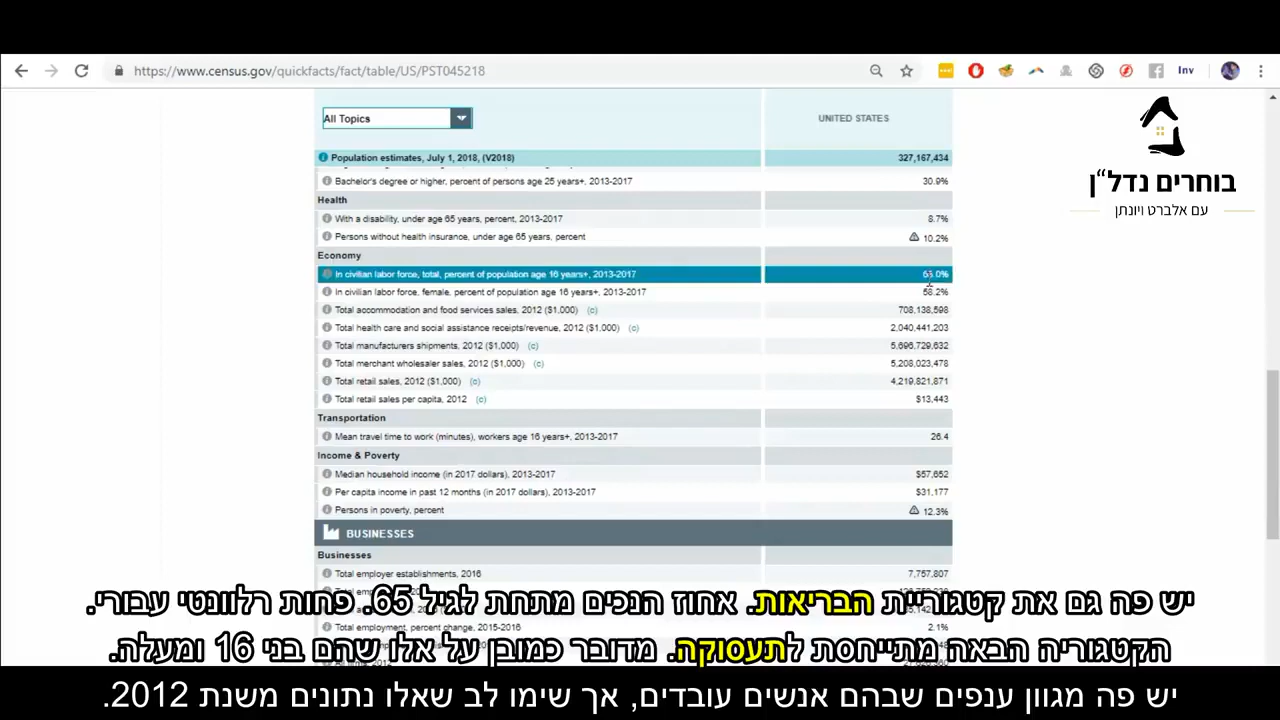 https://www.census.gov/quickfacts/fact/table/US/PST045218
Inv
All Topics
UNITED STATES
Population estimates, July 1, 2018, (V2018) 327,167,434
Bachelor's degree or higher, percent of persons age 25 years+, 2013-2017 30.9%
Health
With a disability, under age 65 years, percent, 2013-2017 8.7%
Persons without health insurance, under age 65 years, percent 10.2%
Economy
In civilian labor force, total, percent of population age 16 years+, 2013-2017 63.0%
In civilian labor force, female, percent of population age 16 years+, 2013-2017 58.2%
Total accommodation and food services sales, 2012 ($1,000) (c) 708,138,598
Total health care and social assistance receipts/revenue, 2012 ($1,000) (c) 2,040,441,203
Total manufacturers shipments, 2012 ($1,000) (c) 5,696,729,632
Total merchant wholesaler sales, 2012 ($1,000) (c) 5,208,023,478
Total retail sales, 2012 ($1,000) (c) 4,219,821,871
Total retail sales per capita, 2012 (c) $13,443
Transportation
Mean travel time to work (minutes), workers age 16 years+, 2013-2017 26.4
Income & Poverty
Median household income (in 2017 dollars), 2013-2017 $57,652
Per capita income in past 12 months (in 2017 dollars), 2013-2017 $31,177
Persons in poverty, percent 12.3%
BUSINESSES
Businesses
Total employer establishments, 2016 7,757,807
Total employment, percent change, 2015-2016 2.1%
בוחרים נדל"ן
עם אלברט ויונתן
יש פה גם את קטגוריית הבריאות. אחוז הנכים מתחת לגיל 65. פחות רלוונטי עבורי.
הקטגוריה הבאה מתייחסת לתעסוקה. מדובר כמובן על אלו שהם בני 16 ומעלה.
יש פה מגוון ענפים שבהם אנשים עובדים, אך שימו לב שאלו נתונים משנת 2012.